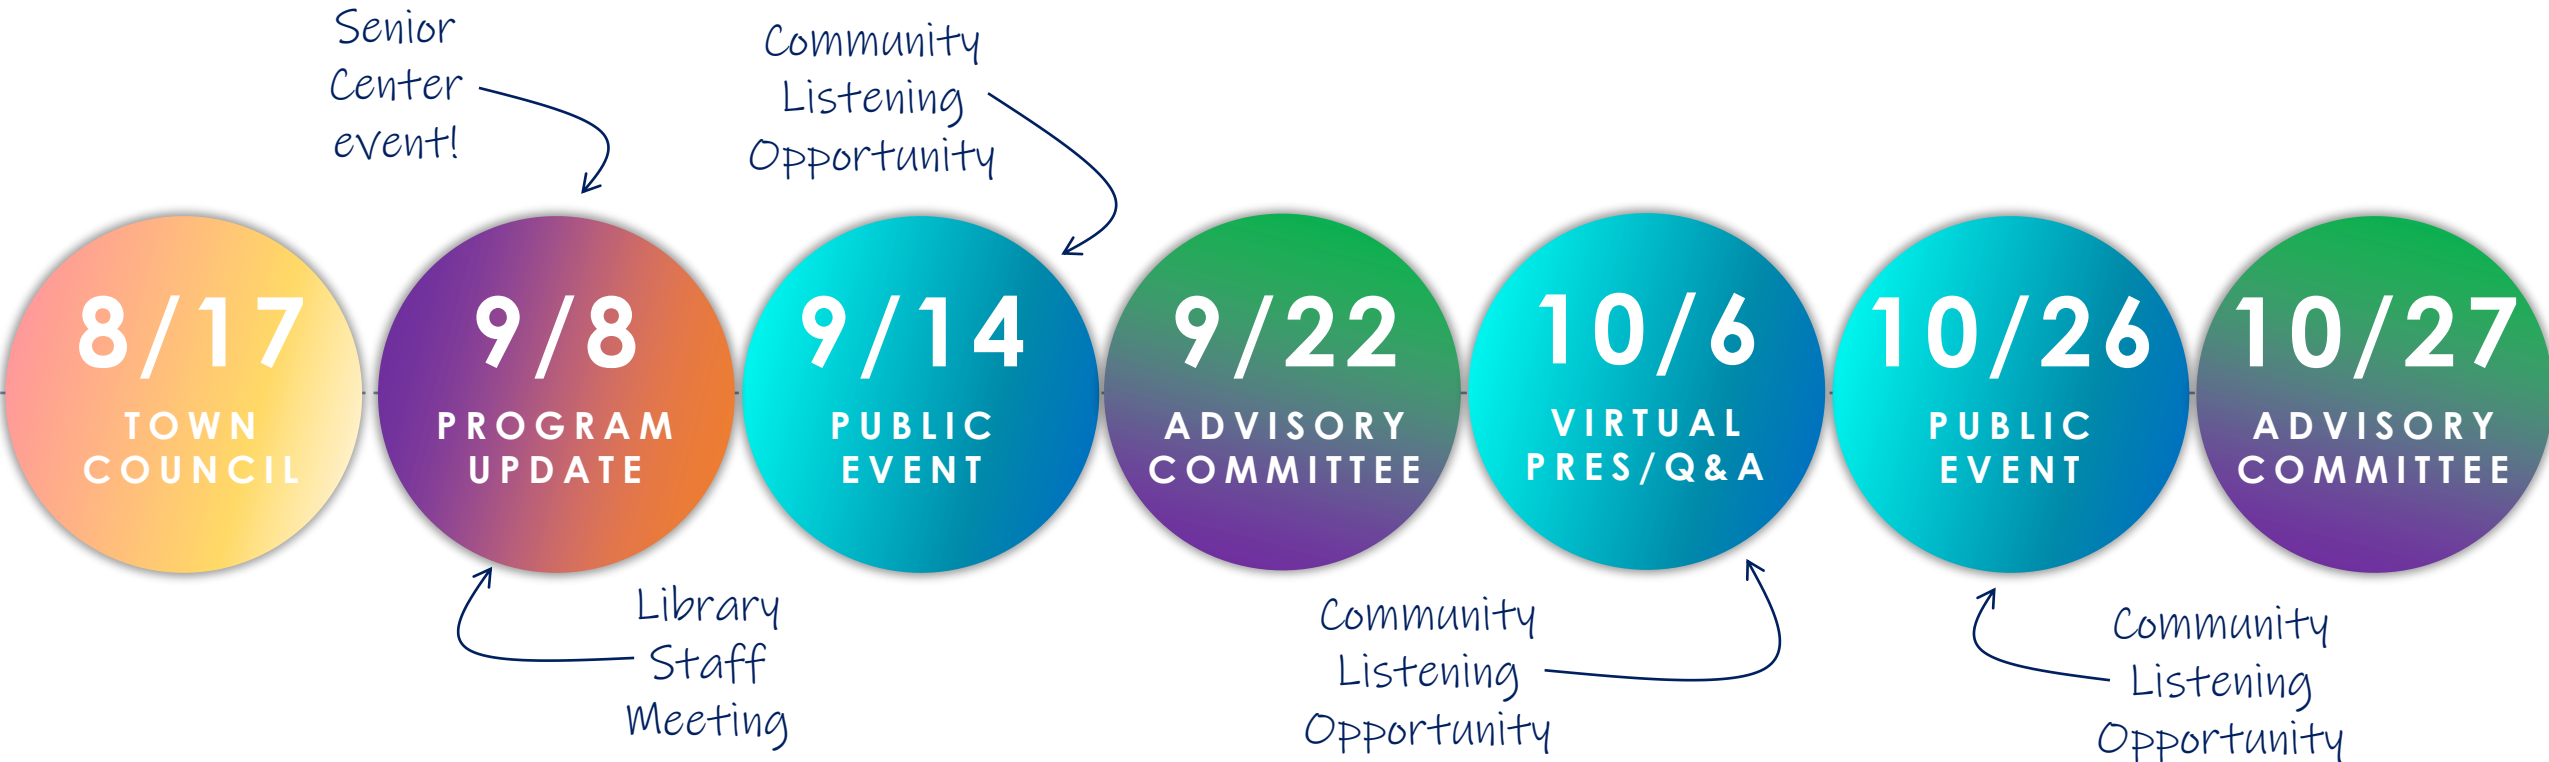 Senior
Center
event!
Community
Listening
Opportunity
8/17
TOWN
COUNCIL
9/8
PROGRAM
UPDATE
9/14
PUBLIC
EVENT
9/22
ADVISORY
COMMITTEE
10/6
VIRTUAL
PRES/Q&A
10/26
PUBLIC
EVENT
10/27
ADVISORY
COMMITTEE
Library
Staff
Meeting
Community
Listening
Opportunity
Community
Listening
Opportunity